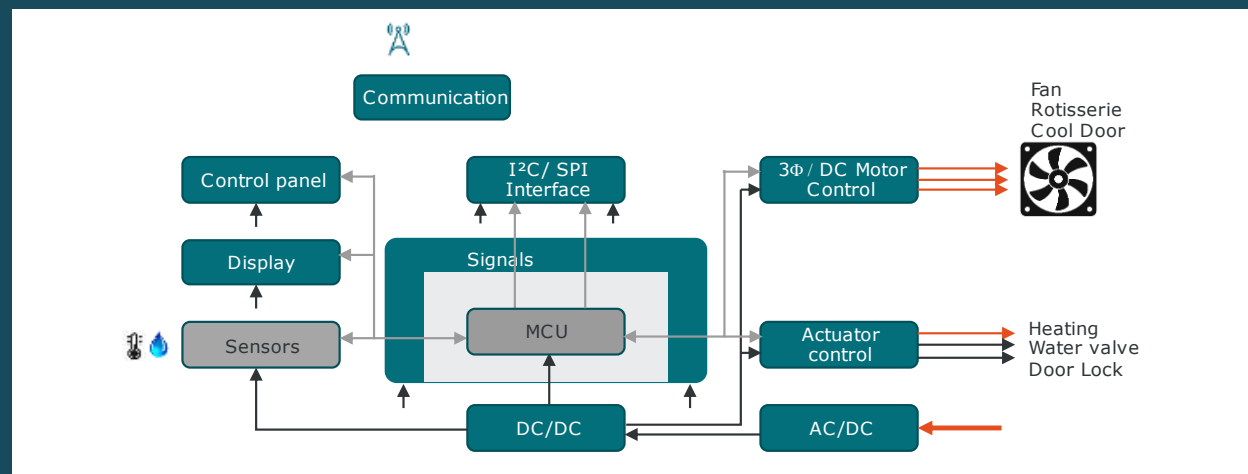 Communication
Fan
Rotisserie
Cool Door
Control panel
I²C/ SPI
Interface
3Φ / DC Motor
Control
Display
Signals
Sensors
MCU
Actuator
control
Heating
Water valve
Door Lock
DC/DC
AC/DC